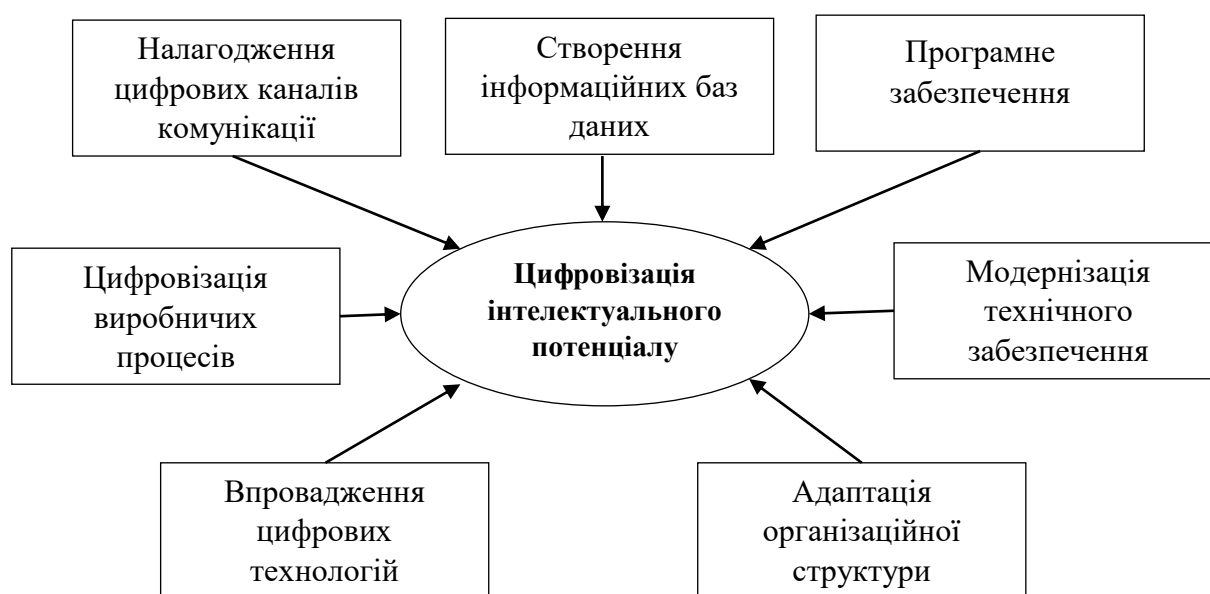 Налагодження
цифрових каналів
комунікації
Створення
інформаційних баз
даних
Програмне
забезпечення
Цифровізація
виробничих
процесів
Цифровізація
інтелектуального
потенціалу
Модернізація
технічного
забезпечення
Впровадження
цифрових
технологій
Адаптація
організаційної
структури